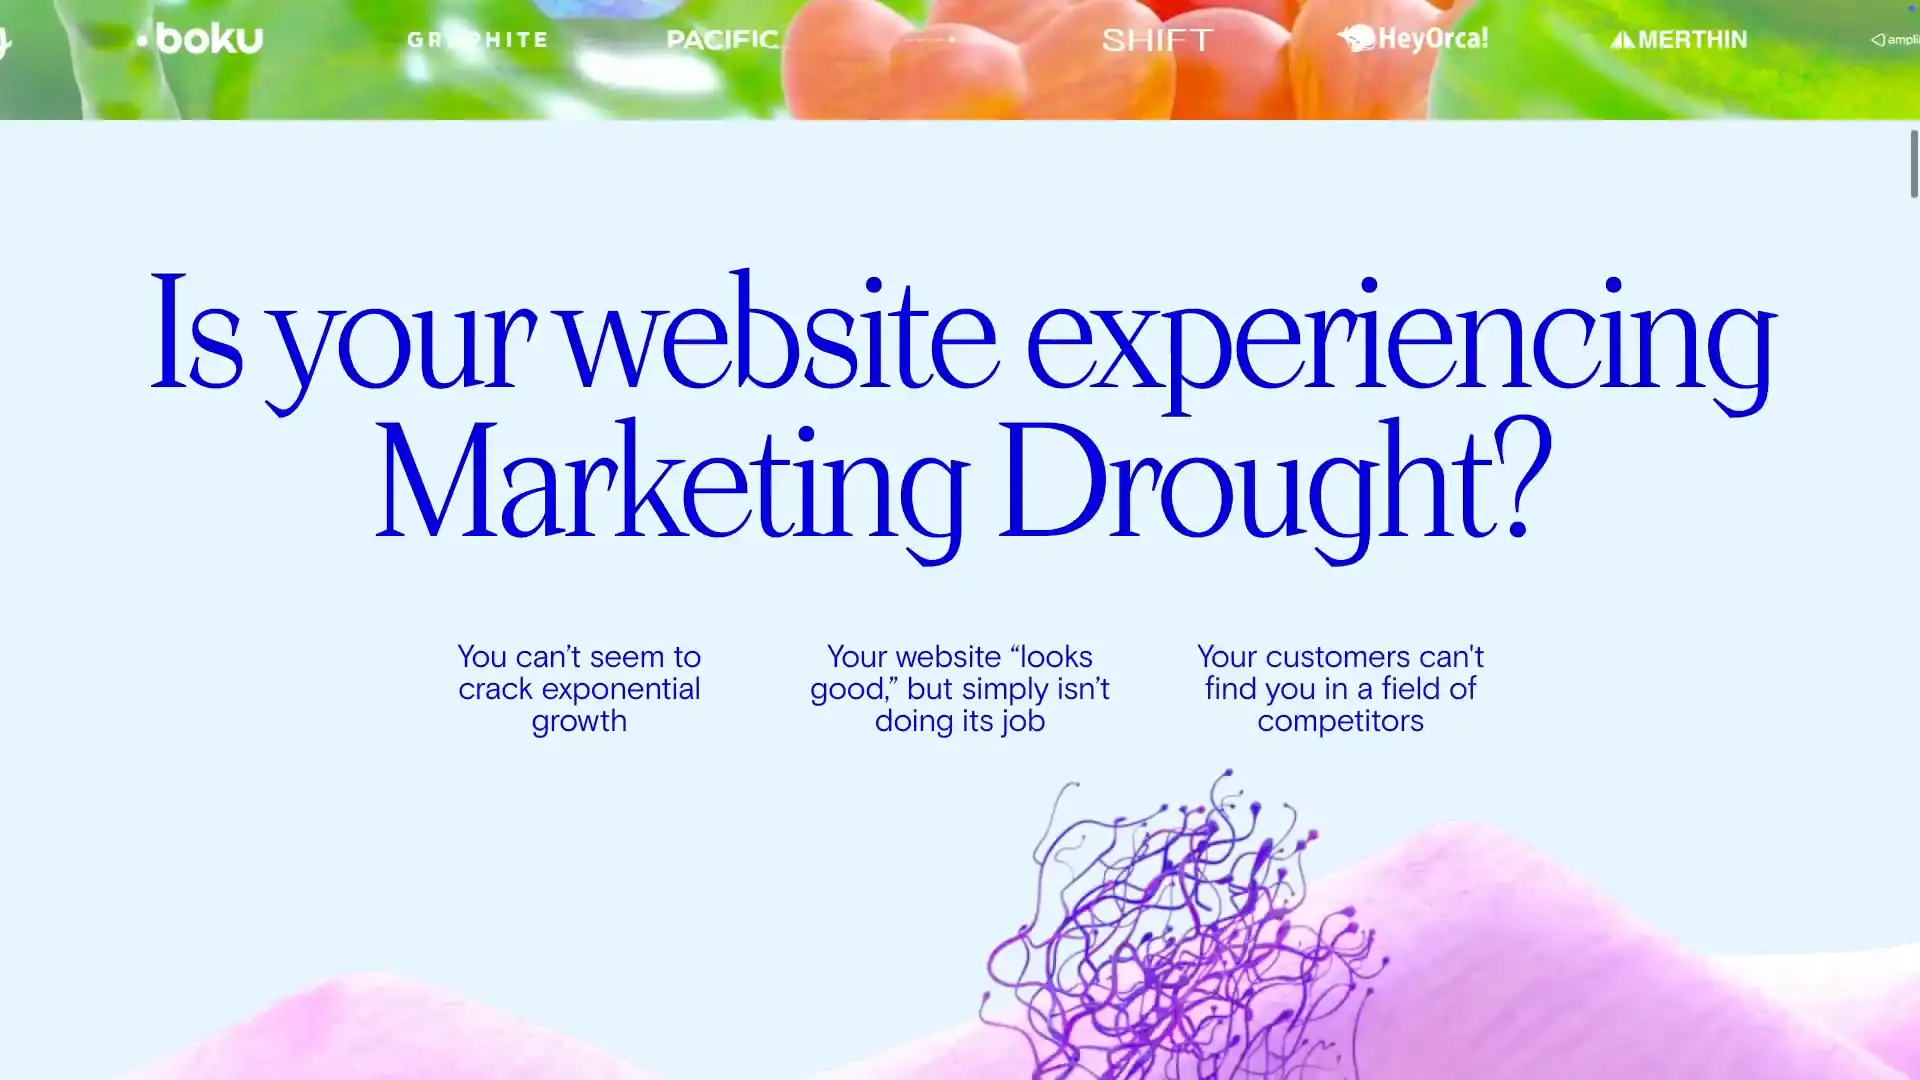 boku
GRAPHITE
PACIFIC
SHIFT
HeyOrca!
MERTHIN
Is your website experiencing
Marketing Drought?
You can’t seem to
crack exponential
growth
Your website “looks
good,” but simply isn’t
doing its job
Your customers can't
find you in a field of
competitors